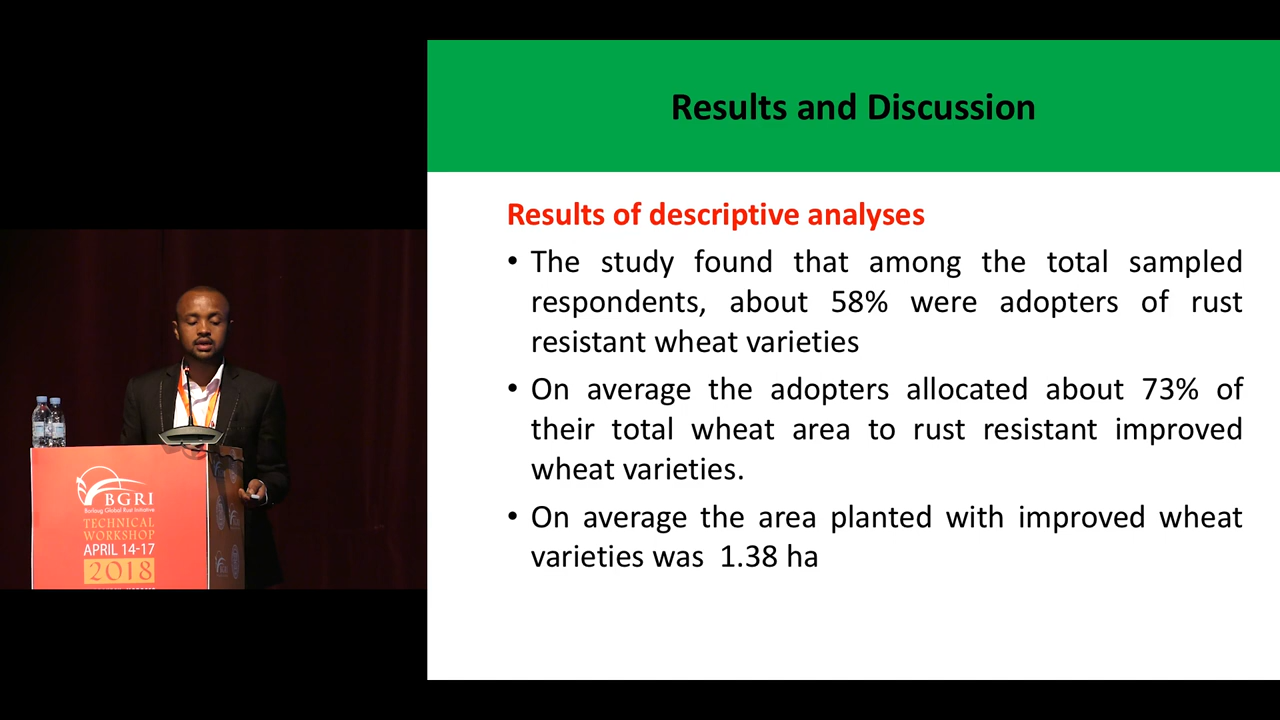 Results and Discussion
Results of descriptive analyses
• The study found that among the total sampled
respondents, about 58% were adopters of rust
resistant wheat varieties
• On average the adopters allocated about 73% of
their total wheat area to rust resistant improved
wheat varieties.
• On average the area planted with improved wheat
varieties was 1.38 ha
BGRI
Borlaug Global Rust Initiative
TECHNICAL
WORKSHOP
APRIL 14-17
2018